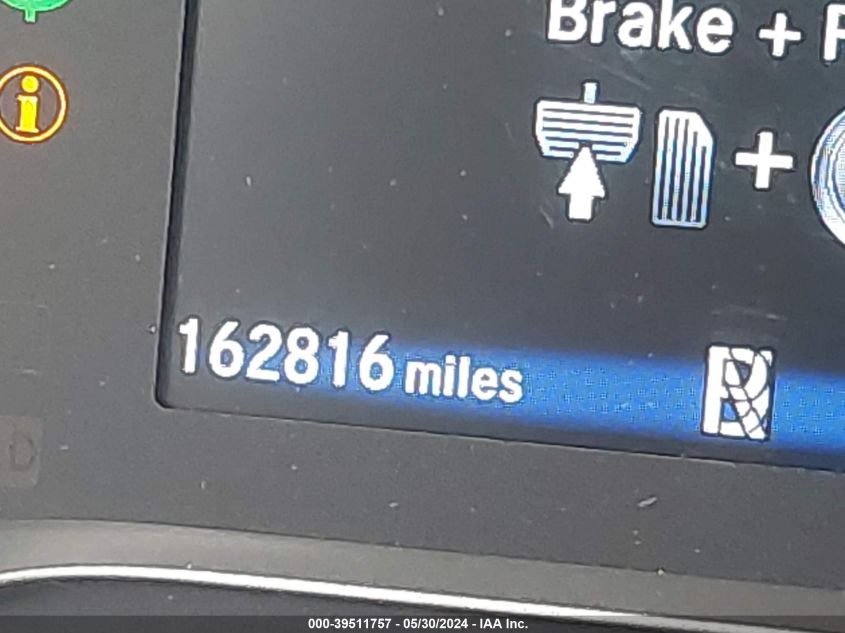 Brake +
162816 miles
D
000-39511757 - 05/30/2024 - IAA Inc.